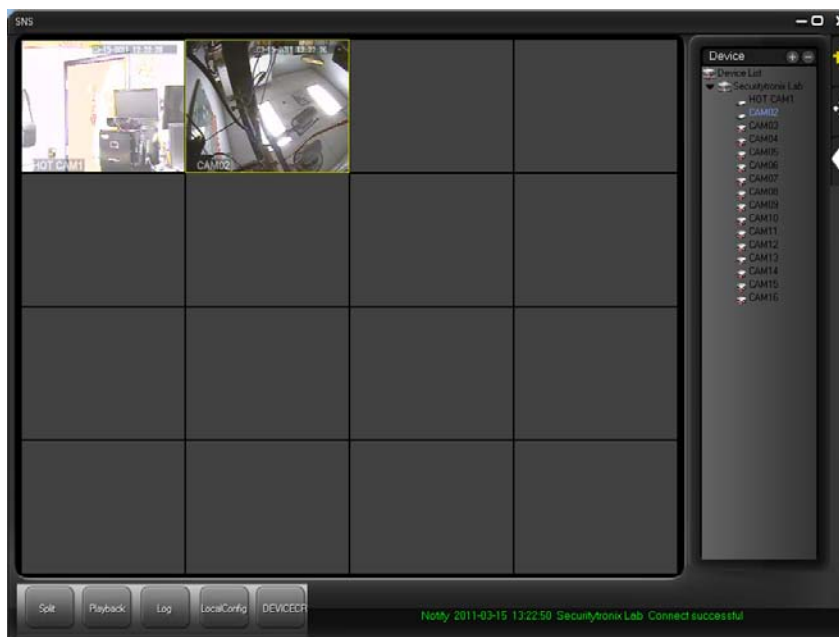 SNS
HOT CAM1
CAM02
Device
Device List
Securitytronix Lab
HOT CAM1
CAM02
CAM03
CAM04
CAM05
CAM06
CAM07
CAM08
CAM09
CAM10
CAM11
CAM12
CAM13
CAM14
CAM15
CAM16
Split
Playback
Log
LocalConfig
DEVICECF
Notify 2011-03-15 13:22:50 Securitytronix Lab Connect successful